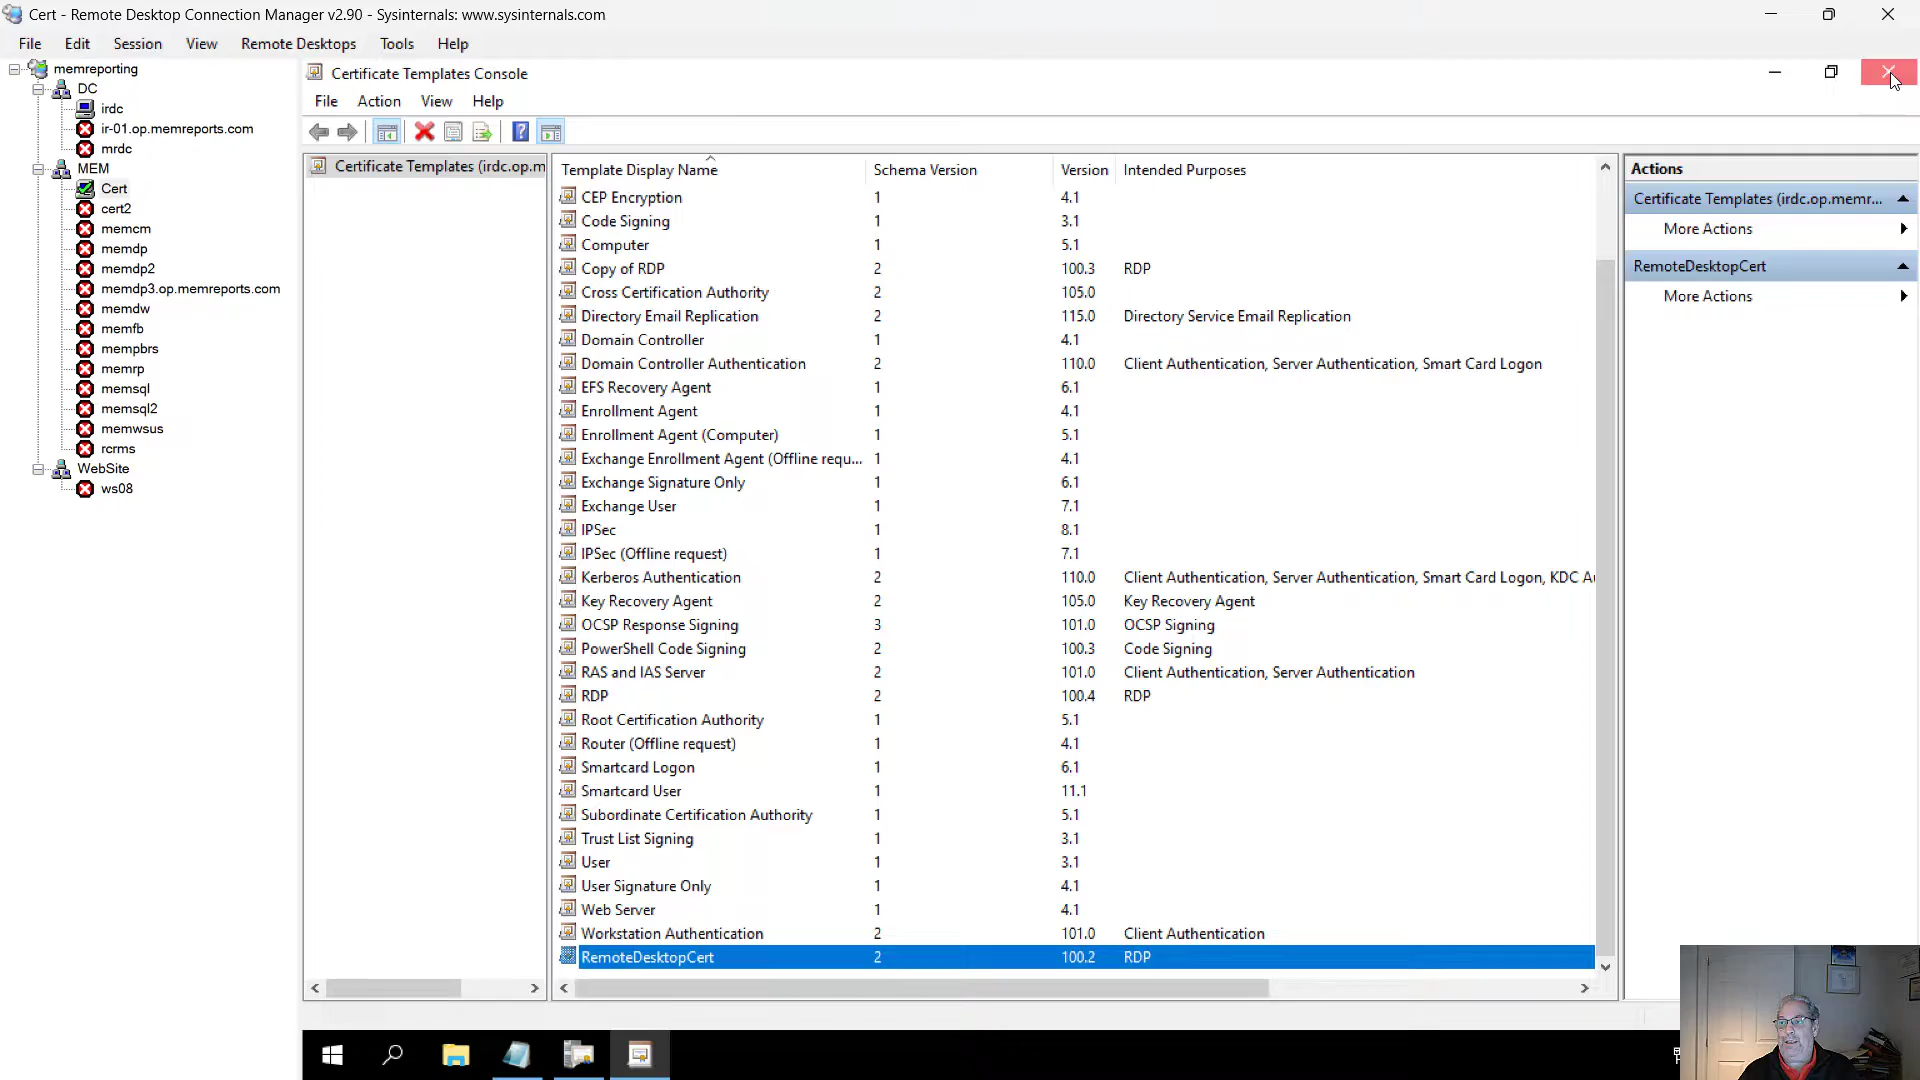 Cert - Remote Desktop Connection Manager v2.90 - Sysinternals: www.sysinternals.com
File Edit Session View Remote Desktops Tools Help
memreporting
DC
irdc
ir-01.op.memreports.com
mrdc
MEM
Cert
cert2
memcm
memdp
memdp2
memdp3.op.memreports.com
memdw
memfb
mempbrs
memrp
memsql
memsql2
memwsus
rcrms
WebSite
ws08
Certificate Templates Console
File Action View Help
Certificate Templates (irdc.op.m
Template Display Name Schema Version Version Intended Purposes
CEP Encryption 1 4.1
Code Signing 1 3.1
Computer 1 5.1
Copy of RDP 2 100.3 RDP
Cross Certification Authority 2 105.0
Directory Email Replication 2 115.0 Directory Service Email Replication
Domain Controller 1 4.1
Domain Controller Authentication 2 110.0 Client Authentication, Server Authentication, Smart Card Logon
EFS Recovery Agent 1 6.1
Enrollment Agent 1 4.1
Enrollment Agent (Computer) 1 5.1
Exchange Enrollment Agent (Offline requ... 1 4.1
Exchange Signature Only 1 6.1
Exchange User 1 7.1
IPSec 1 8.1
IPSec (Offline request) 1 7.1
Kerberos Authentication 2 110.0 Client Authentication, Server Authentication, Smart Card Logon, KDC A
Key Recovery Agent 2 105.0 Key Recovery Agent
OCSP Response Signing 3 101.0 OCSP Signing
PowerShell Code Signing 2 100.3 Code Signing
RAS and IAS Server 2 101.0 Client Authentication, Server Authentication
RDP 2 100.4 RDP
Root Certification Authority 1 5.1
Router (Offline request) 1 4.1
Smartcard Logon 1 6.1
Smartcard User 1 11.1
Subordinate Certification Authority 1 5.1
Trust List Signing 1 3.1
User 1 3.1
User Signature Only 1 4.1
Web Server 1 4.1
Workstation Authentication 2 101.0 Client Authentication
RemoteDesktopCert 2 100.2 RDP
Actions
Certificate Templates (irdc.op.memr...
More Actions
RemoteDesktopCert
More Actions